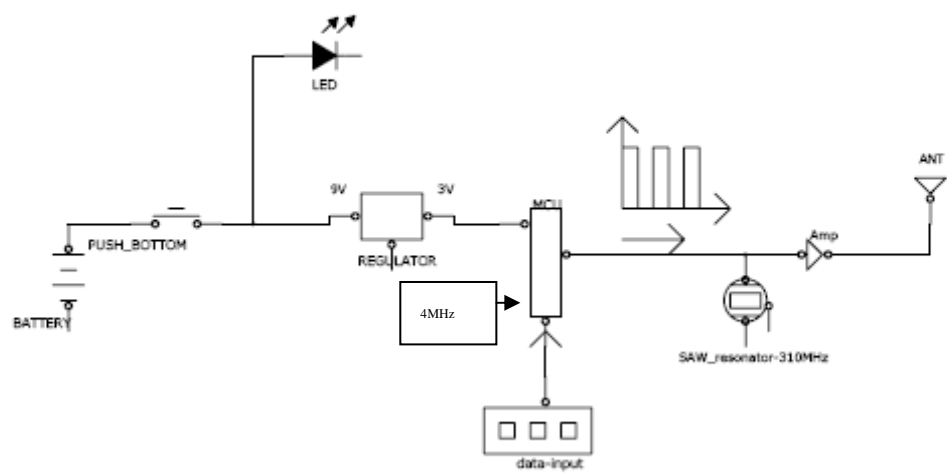 LED
ANT
9V
3V
MCU
Amp
PUSH_BOTTOM
REGULATOR
4MHz
BATTERY
SAW_resonator-310MHz
data-input